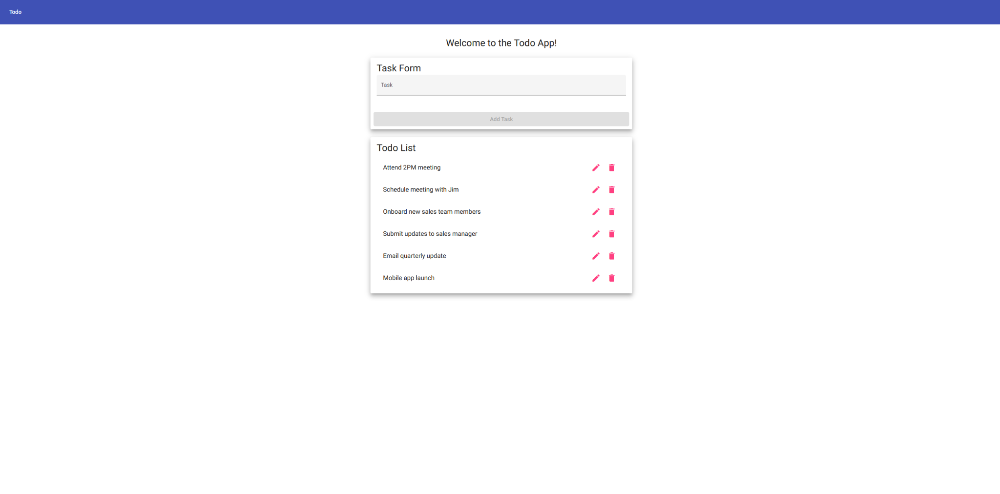 Todo
Welcome to the Todo App!
Task Form
Task
Add Task
Todo List
Attend 2PM meeting
Schedule meeting with Jim
Onboard new sales team members
Submit updates to sales manager
Email quarterly update
Mobile app launch